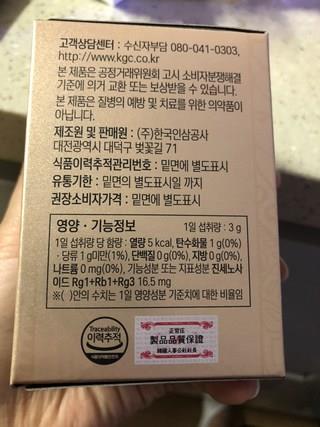 고객상담센터 : 수신자부담 080-041-0303,
http://www.kgc.co.kr
본 제품은 공정거래위원회 고시 소비자분쟁해결
기준에 의거 교환 또는 보상받을 수 있습니다.
본 제품은 질병의 예방 및 치료를 위한 의약품이
아닙니다.
제조원 및 판매원 : (주)한국인삼공사
대전광역시 대덕구 벚꽃길 71
식품이력추적관리번호 : 밑면에 별도표시
유통기한 : 밑면의 별도표시일 까지
권장소비자가격 : 밑면에 별도표시
영양 · 기능정보 1일 섭취량 : 3 g
1일 섭취량 당 함량 : 열량 5 kcal, 탄수화물 1 g(0%)
· 당류 1 g미만(1%), 단백질 0 g(0%), 지방 0 g(0%),
나트륨 0 mg(0%), 기능성분 또는 지표성분 진세노사
이드 Rg1+Rb1+Rg3 16.5 mg
※( )안의 수치는 1일 영양성분 기준치에 대한 비율임
Traceability
이력추적
식품의약품안전처
正官庄
製品品質保證
韓國人蔘公社社長